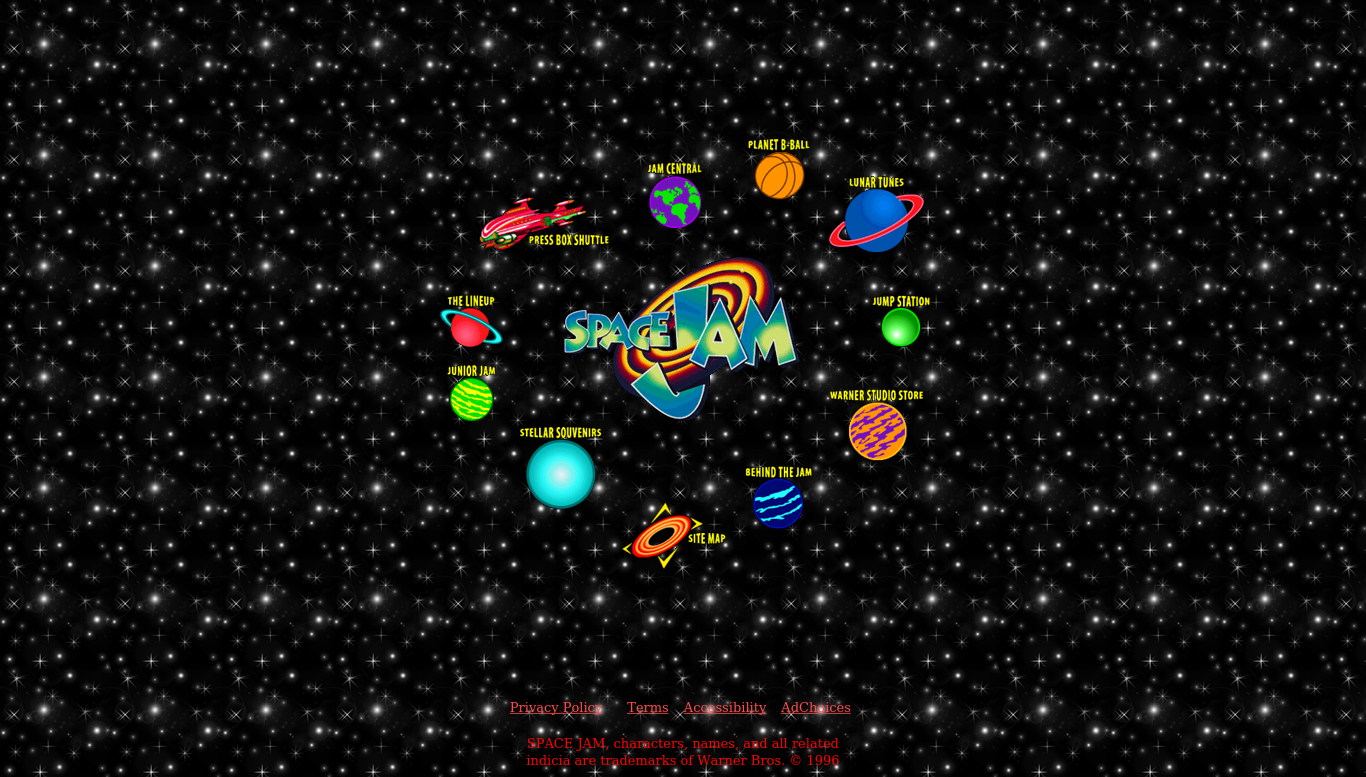 PLANET B-BALL
JAM CENTRAL
LUNAR TUNES
PRESS BOX SHUTTLE
THE LINEUP
JUMP STATION
SPACE JAM
JUNIOR JAM
WARNER STUDIO STORE
STELLAR SOUVENIRS
BEHIND THE JAM
SITE MAP
Privacy Policy Terms Accessibility AdChoices
SPACE JAM, characters, names, and all related
indicia are trademarks of Warner Bros. © 1996